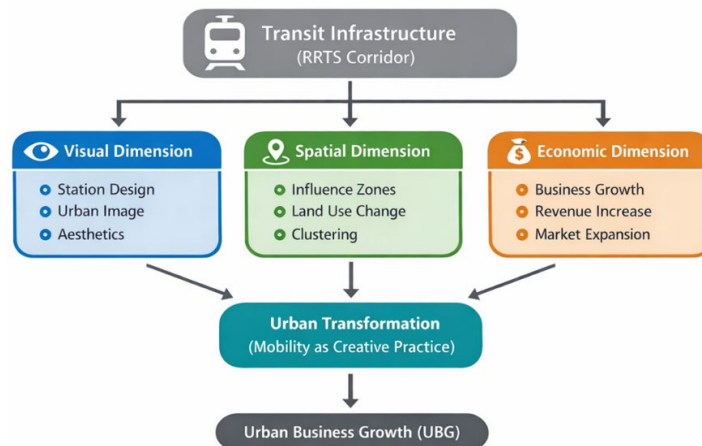 Transit Infrastructure
(RRTS Corridor)
Visual Dimension
Station Design
Urban Image
Aesthetics
Spatial Dimension
Influence Zones
Land Use Change
Clustering
$ Economic Dimension
Business Growth
Revenue Increase
Market Expansion
Urban Transformation
(Mobility as Creative Practice)
Urban Business Growth (UBG)